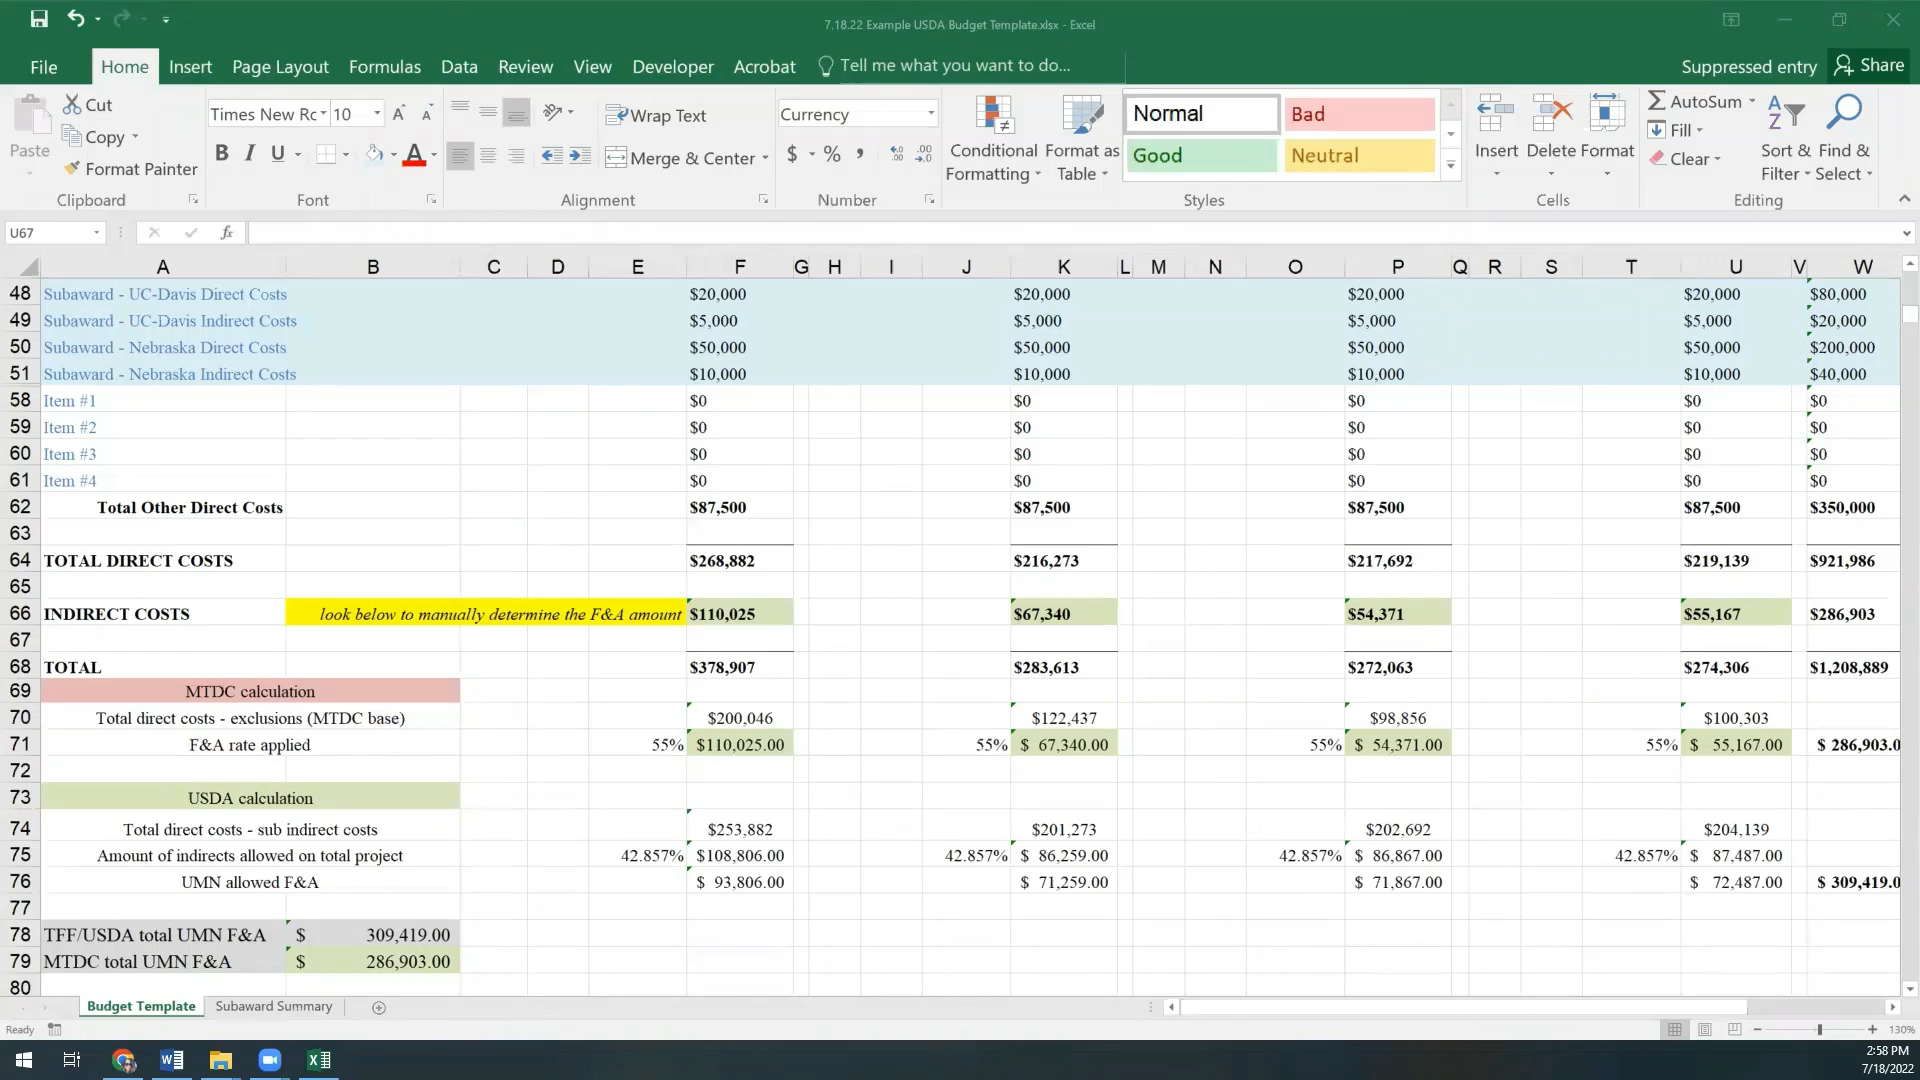 7.18.22 Example USDA Budget Template.xlsx - Excel
File Home Insert Page Layout Formulas Data Review View Developer Acrobat Tell me what you want to do... Suppressed entry Share
Paste Cut Copy Format Painter Clipboard
Times New Rc 10 B I U A Font
Wrap Text Merge & Center Alignment
Currency $ % , Number
Conditional Formatting Format as Table Normal Bad Good Neutral Styles
Insert Delete Format Cells
AutoSum Fill Clear Sort & Filter Find & Select Editing
U67 fx
A B C D E F G H I J K L M N O P Q R S T U V W
48 Subaward - UC-Davis Direct Costs $20,000 $20,000 $20,000 $20,000 $80,000
49 Subaward - UC-Davis Indirect Costs $5,000 $5,000 $5,000 $5,000 $20,000
50 Subaward - Nebraska Direct Costs $50,000 $50,000 $50,000 $50,000 $200,000
51 Subaward - Nebraska Indirect Costs $10,000 $10,000 $10,000 $10,000 $40,000
58 Item #1 $0 $0 $0 $0 $0
59 Item #2 $0 $0 $0 $0 $0
60 Item #3 $0 $0 $0 $0 $0
61 Item #4 $0 $0 $0 $0 $0
62 Total Other Direct Costs $87,500 $87,500 $87,500 $87,500 $350,000
63
64 TOTAL DIRECT COSTS $268,882 $216,273 $217,692 $219,139 $921,986
65
66 INDIRECT COSTS look below to manually determine the F&A amount $110,025 $67,340 $54,371 $55,167 $286,903
67
68 TOTAL $378,907 $283,613 $272,063 $274,306 $1,208,889
69 MTDC calculation
70 Total direct costs - exclusions (MTDC base) $200,046 $122,437 $98,856 $100,303
71 F&A rate applied 55% $110,025.00 55% $ 67,340.00 55% $ 54,371.00 55% $ 55,167.00 $ 286,903.0
72
73 USDA calculation
74 Total direct costs - sub indirect costs $253,882 $201,273 $202,692 $204,139
75 Amount of indirects allowed on total project 42.857% $108,806.00 42.857% $ 86,259.00 42.857% $ 86,867.00 42.857% $ 87,487.00
76 UMN allowed F&A $ 93,806.00 $ 71,259.00 $ 71,867.00 $ 72,487.00 $ 309,419.0
77
78 TFF/USDA total UMN F&A $ 309,419.00
79 MTDC total UMN F&A $ 286,903.00
80
Budget Template Subaward Summary
Ready 130%
2:58 PM
7/18/2022